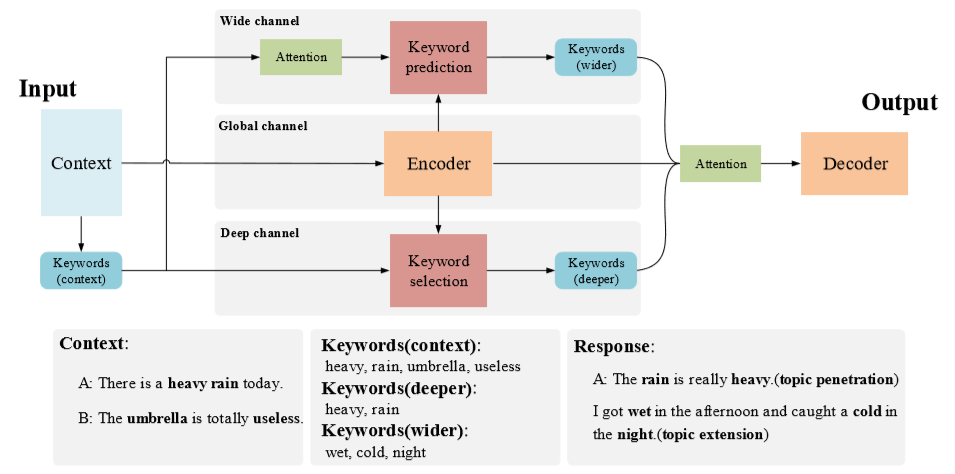 Wide channel
Attention
Keyword
prediction
Keywords
(wider)
Input
Output
Global channel
Context
Encoder
Attention
Decoder
Deep channel
Keywords
(context)
Keyword
selection
Keywords
(deeper)
Context:
A: There is a heavy rain today.
B: The umbrella is totally useless.
Keywords(context):
heavy, rain, umbrella, useless
Keywords(deeper):
heavy, rain
Keywords(wider):
wet, cold, night
Response:
A: The rain is really heavy.(topic penetration)
I got wet in the afternoon and caught a cold in
the night.(topic extension)